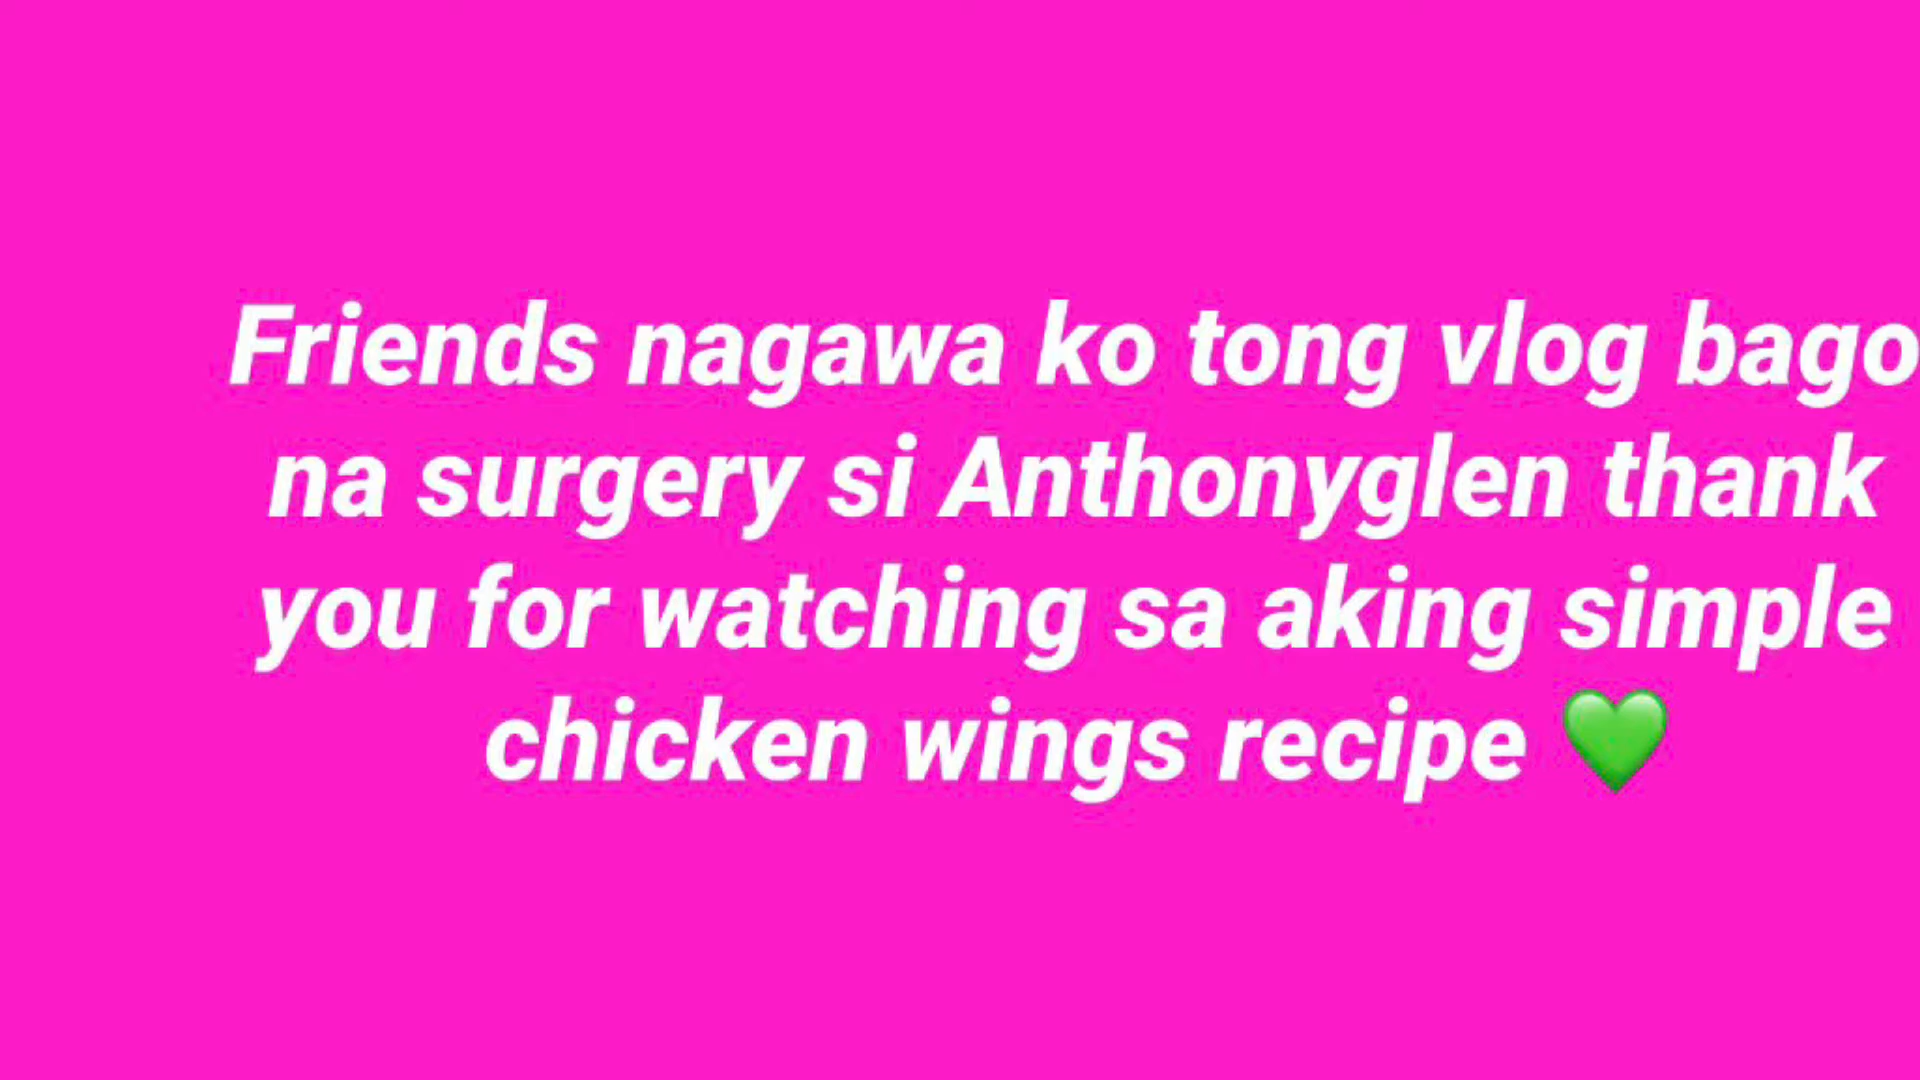 Friends nagawa ko tong vlog bago
na surgery si Anthonyglen thank
you for watching sa aking simple
chicken wings recipe 💚